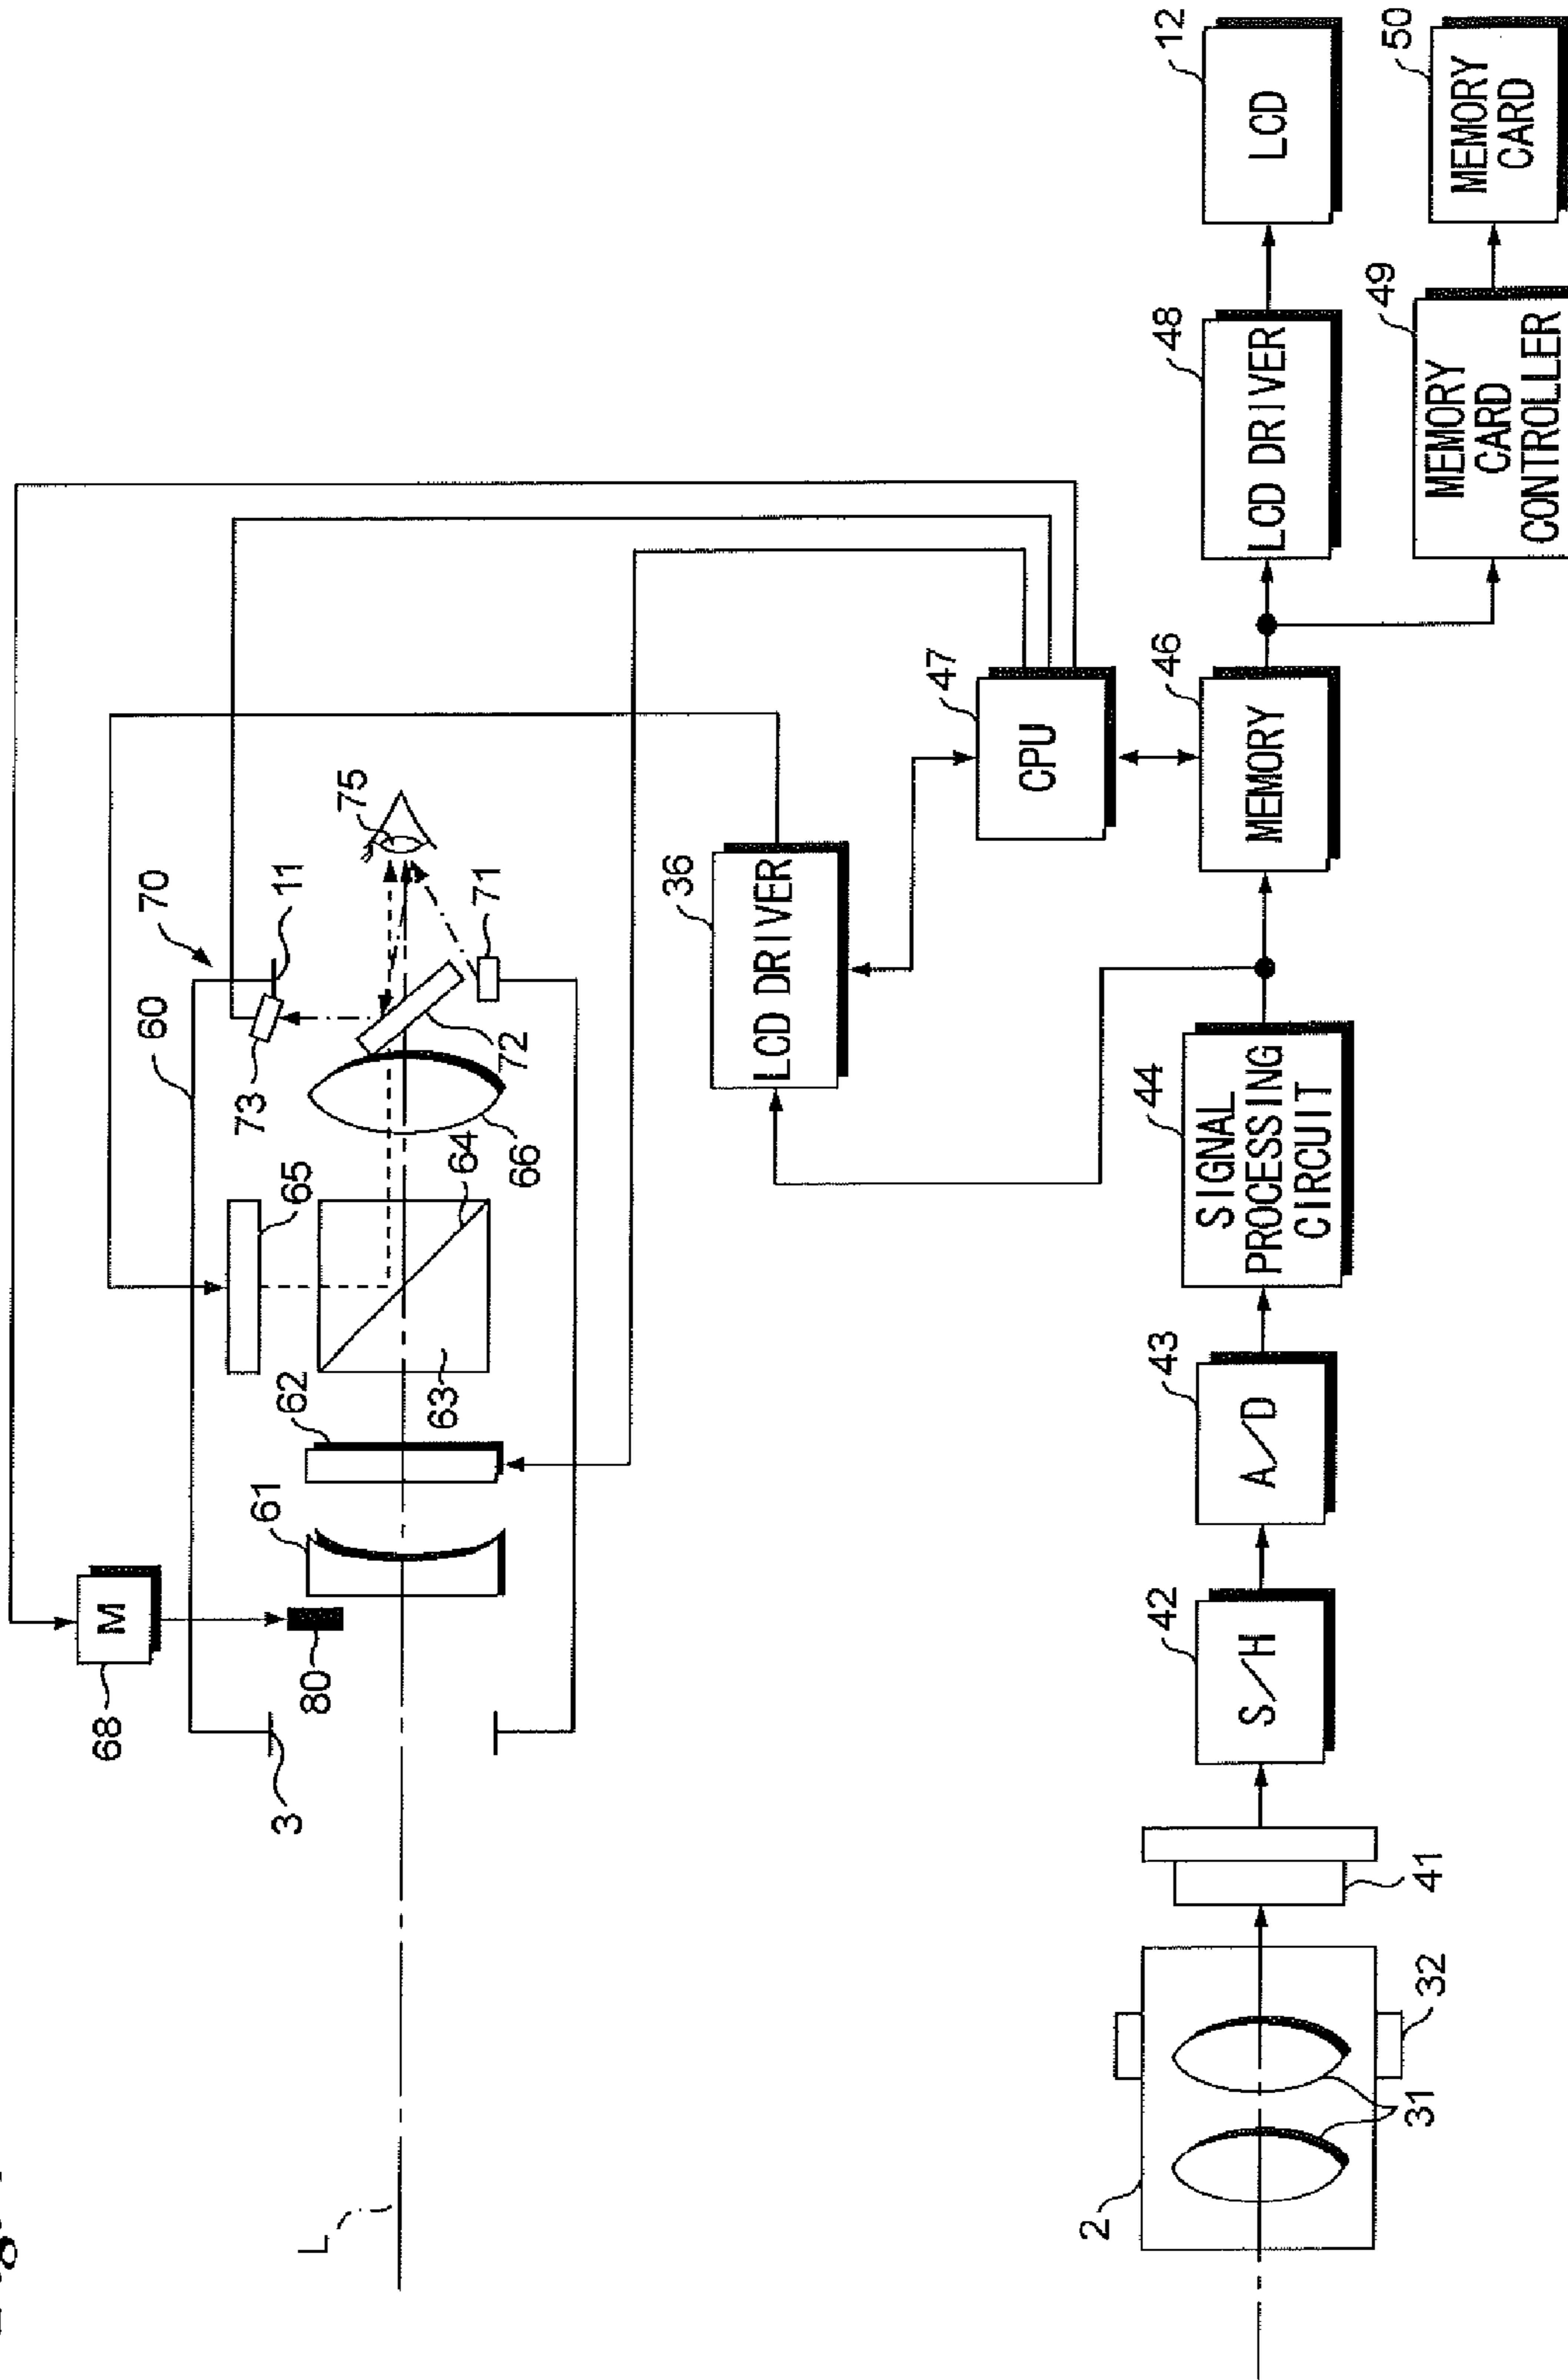 L
3
80
68
M
61
62
63
64
65
66
60
73
72
70
11
71
75
36
LCD DRIVER
47
CPU
2
31
32
41
42
S/H
43
A/D
44
SIGNAL
PROCESSING
CIRCUIT
46
MEMORY
48
LCD DRIVER
12
LCD
49
MEMORY
CARD
CONTROLLER
50
MEMORY
CARD